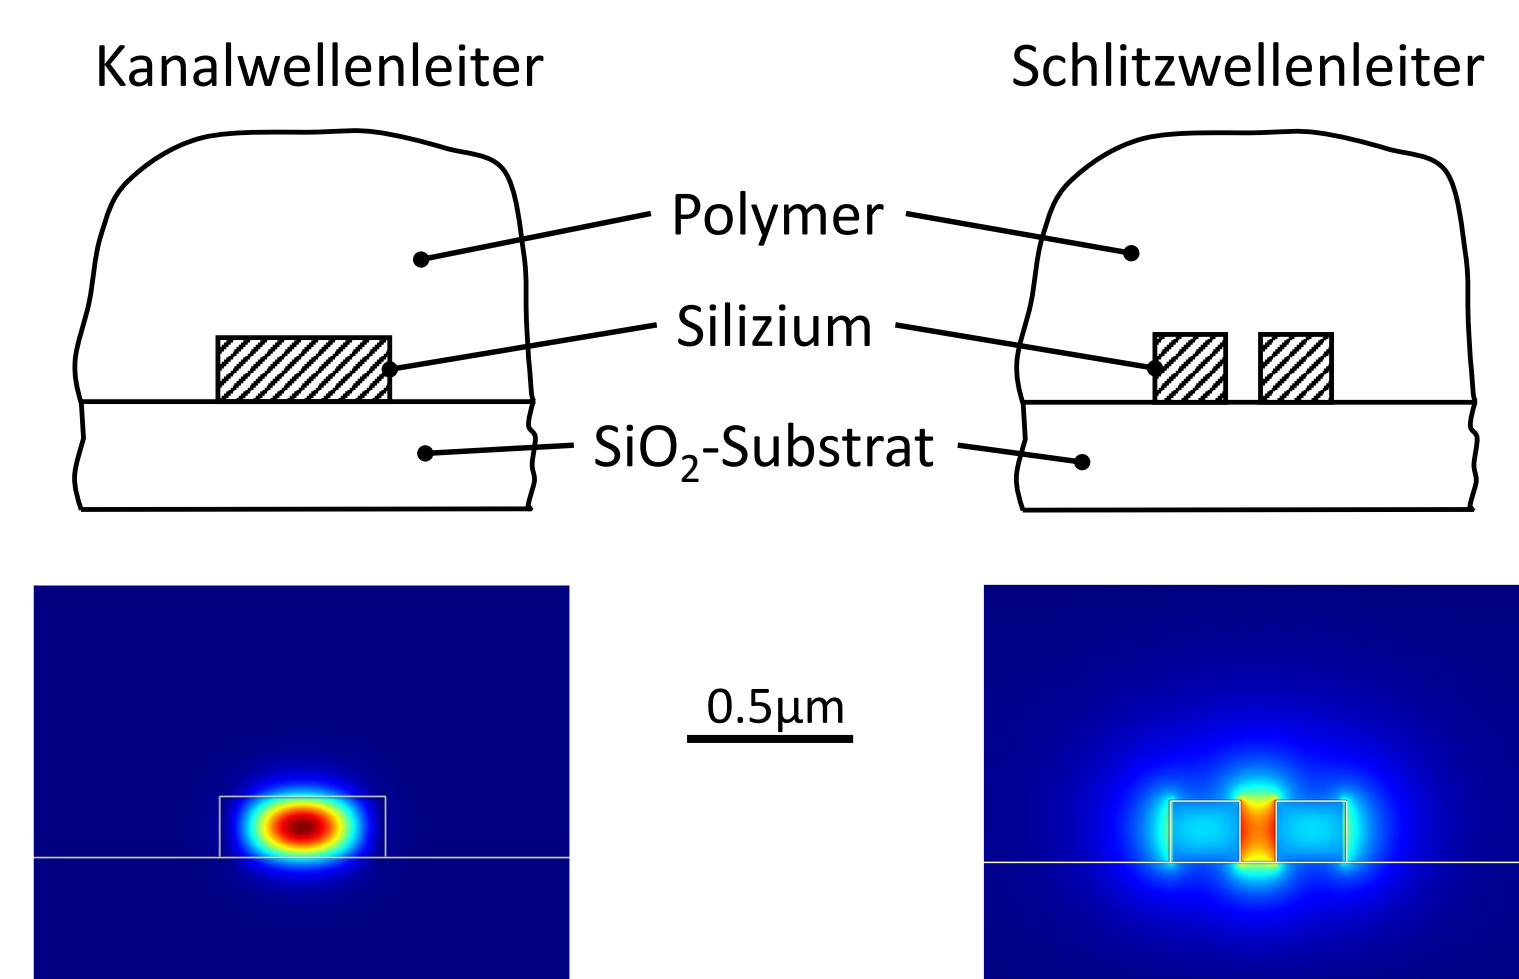 Kanalwellenleiter
Schlitzwellenleiter
Polymer
Silizium
SiO₂-Substrat
0.5µm